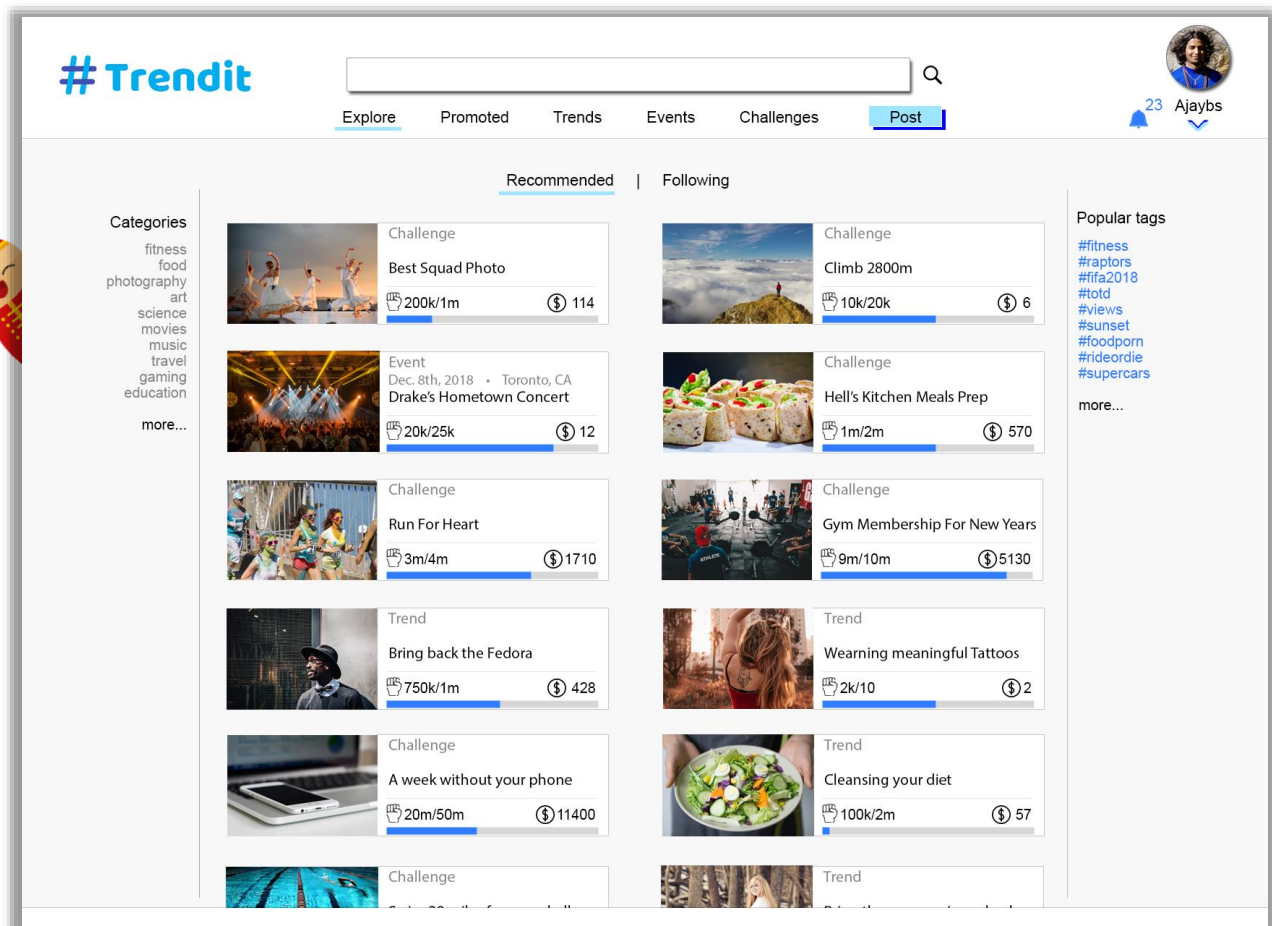 # Trendit
Explore Promoted Trends Events Challenges Post
23 Ajaybs
Recommended | Following
Categories
fitness
food
photography
art
science
movies
music
travel
gaming
education
more...
Challenge
Best Squad Photo
200k/1m $ 114
Challenge
Climb 2800m
10k/20k $ 6
Event
Dec. 8th, 2018 • Toronto, CA
Drake's Hometown Concert
20k/25k $ 12
Challenge
Hell's Kitchen Meals Prep
1m/2m $ 570
Challenge
Run For Heart
3m/4m $ 1710
ATHLETE
Challenge
Gym Membership For New Years
9m/10m $ 5130
Trend
Bring back the Fedora
750k/1m $ 428
Trend
Wearning meaningful Tattoos
2k/10 $ 2
Challenge
A week without your phone
20m/50m $ 11400
Trend
Cleansing your diet
100k/2m $ 57
Challenge
Trend
Popular tags
#fitness
#raptors
#fifa2018
#totd
#views
#sunset
#foodporn
#rideordie
#supercars
more...